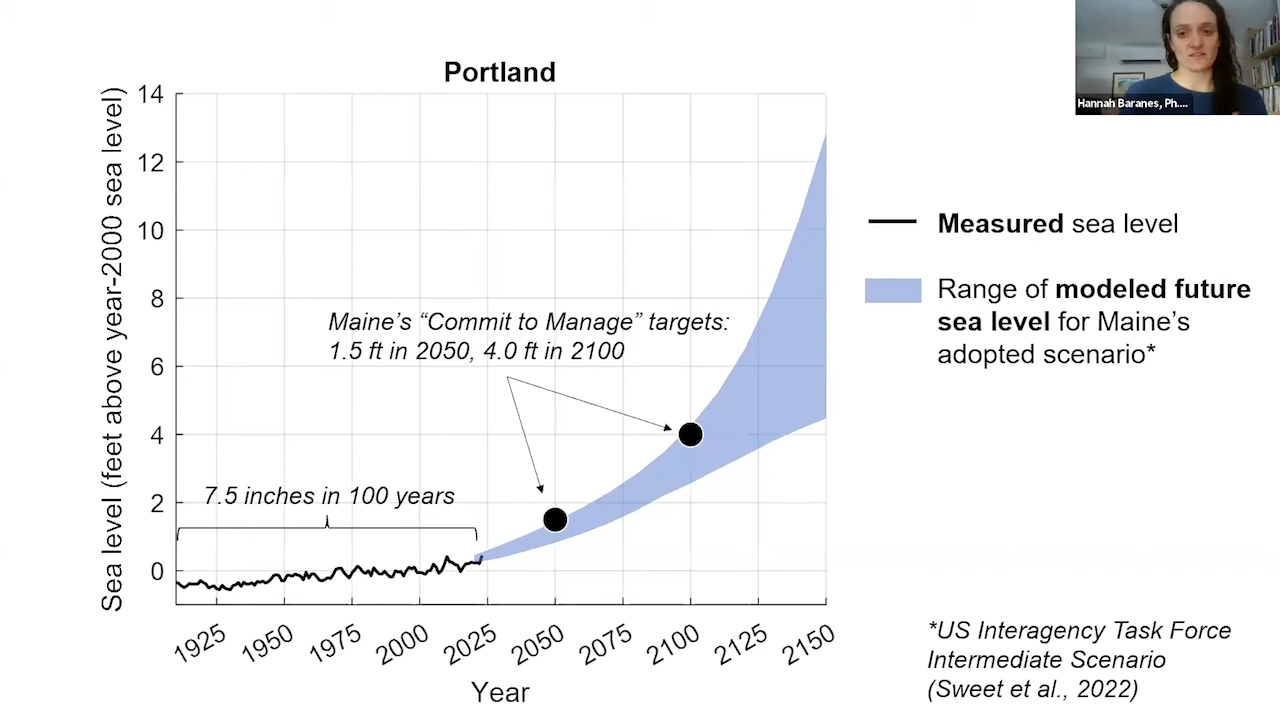 Portland
Hannah Baranes, Ph....
Sea level (feet above year-2000 sea level)
14
12
10
8
6
4
2
0
Maine's “Commit to Manage” targets:
1.5 ft in 2050, 4.0 ft in 2100
7.5 inches in 100 years
1925
1950
1975
2000
2025
2050
2075
2100
2125
2150
Year
Measured sea level
Range of modeled future
sea level for Maine's
adopted scenario*
*US Interagency Task Force
Intermediate Scenario
(Sweet et al., 2022)